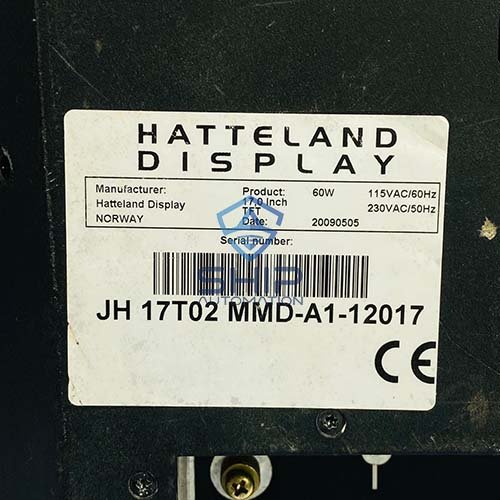 HATTELAND
DISPLAY
Manufacturer: Product: 60W 115VAC/60Hz
Hatteland Display 17,0 Inch 230VAC/50Hz
NORWAY TFT
Date: 20090505
Serial number:
SHIP
AUTOMATION
JH 17T02 MMD-A1-12017
CE